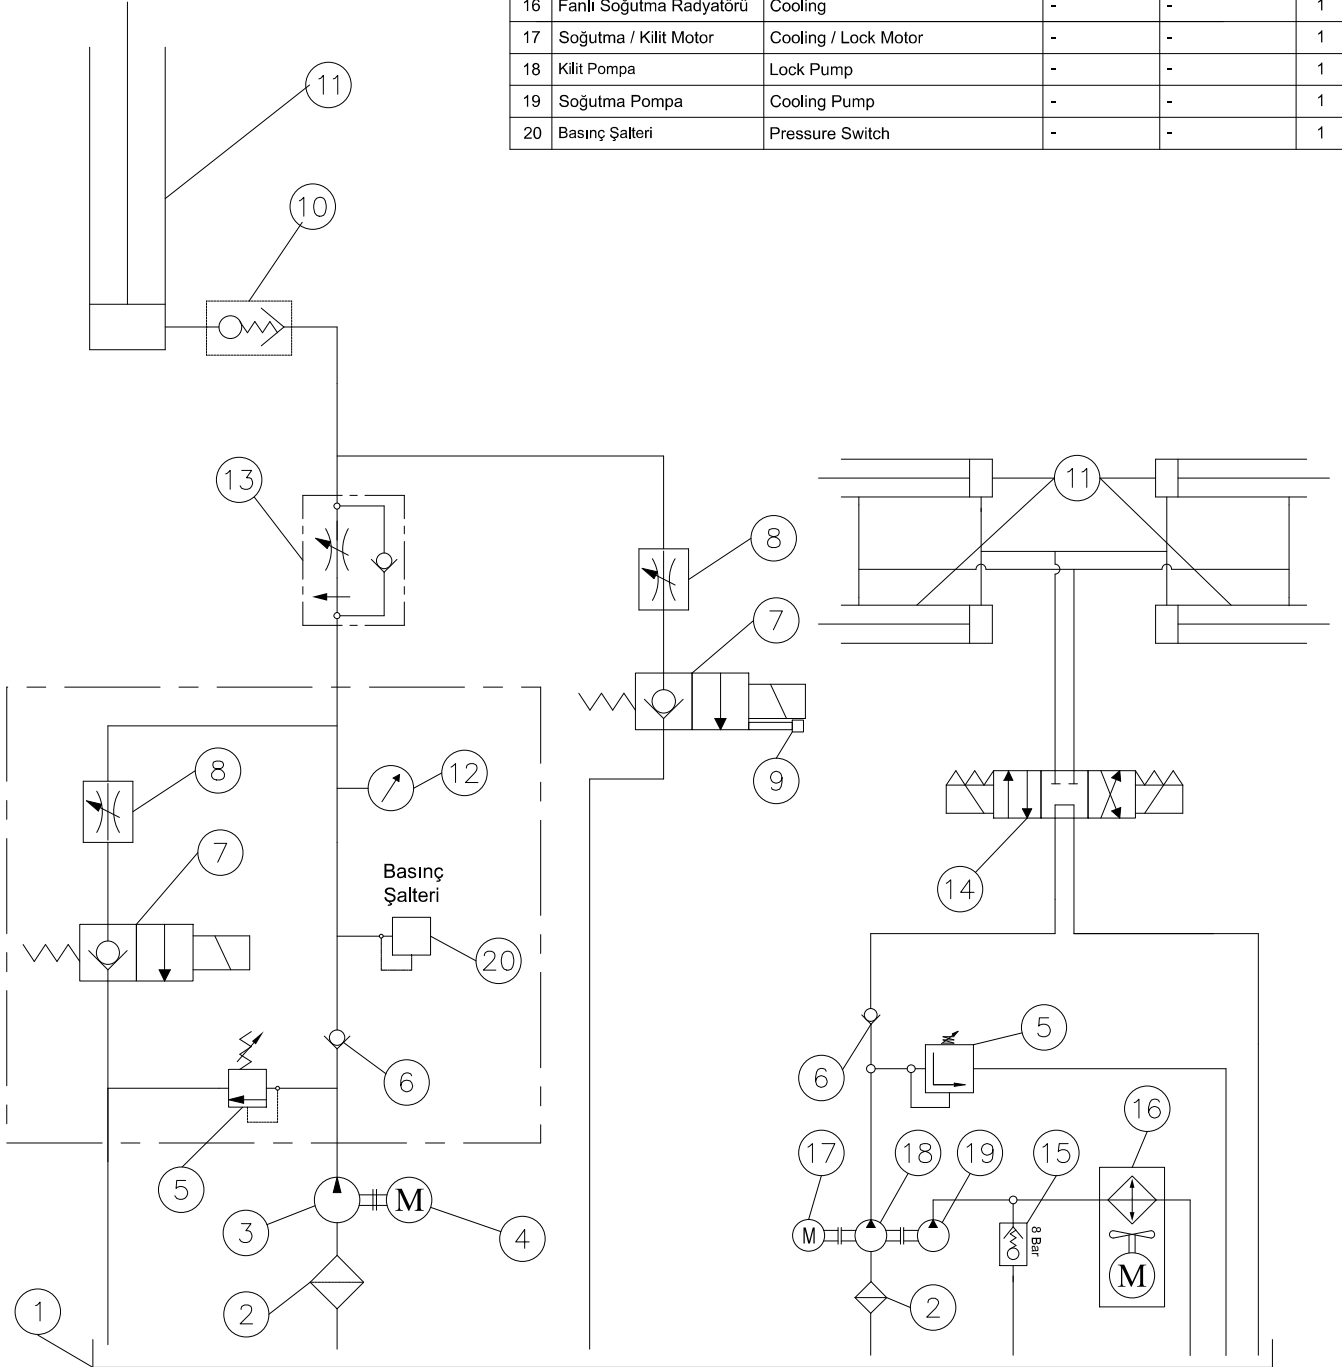 16 Fanlı Soğutma Radyatörü Cooling - - 1
17 Soğutma / Kilit Motor Cooling / Lock Motor - - 1
18 Kilit Pompa Lock Pump - - 1
19 Soğutma Pompa Cooling Pump - - 1
20 Basınç Şalteri Pressure Switch - - 1
11
10
13
11
8
7
9
8
12
7
14
Basınç
Şalteri
20
6
5
5
6
16
17
18
19
15
3
M
4
M
8 Bar
M
2
2
1